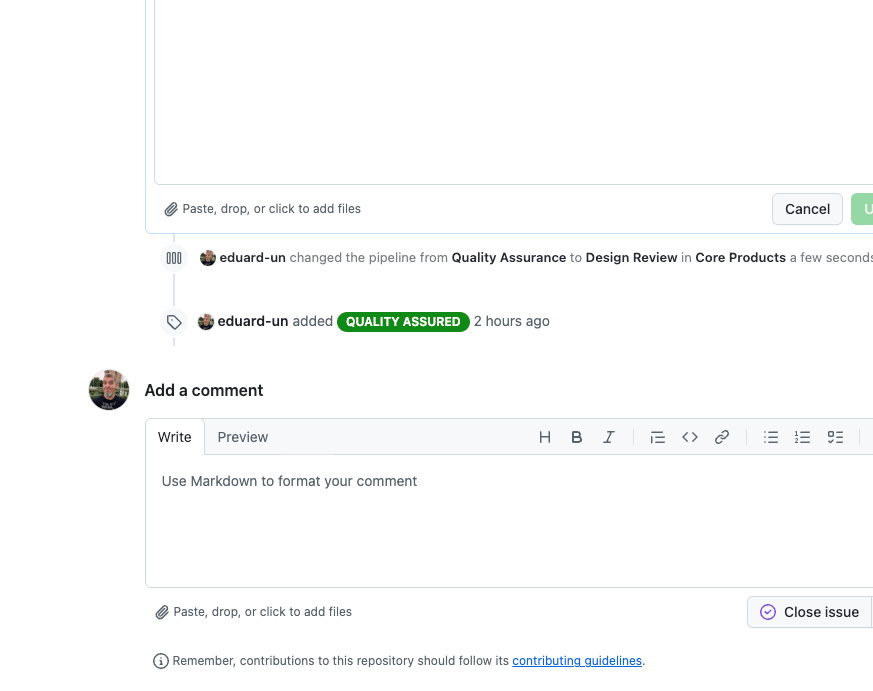 Paste, drop, or click to add files
Cancel
eduard-un changed the pipeline from Quality Assurance to Design Review in Core Products a few seconds
eduard-un added QUALITY ASSURED 2 hours ago
Add a comment
Write Preview
Use Markdown to format your comment
Paste, drop, or click to add files
Close issue
Remember, contributions to this repository should follow its contributing guidelines.